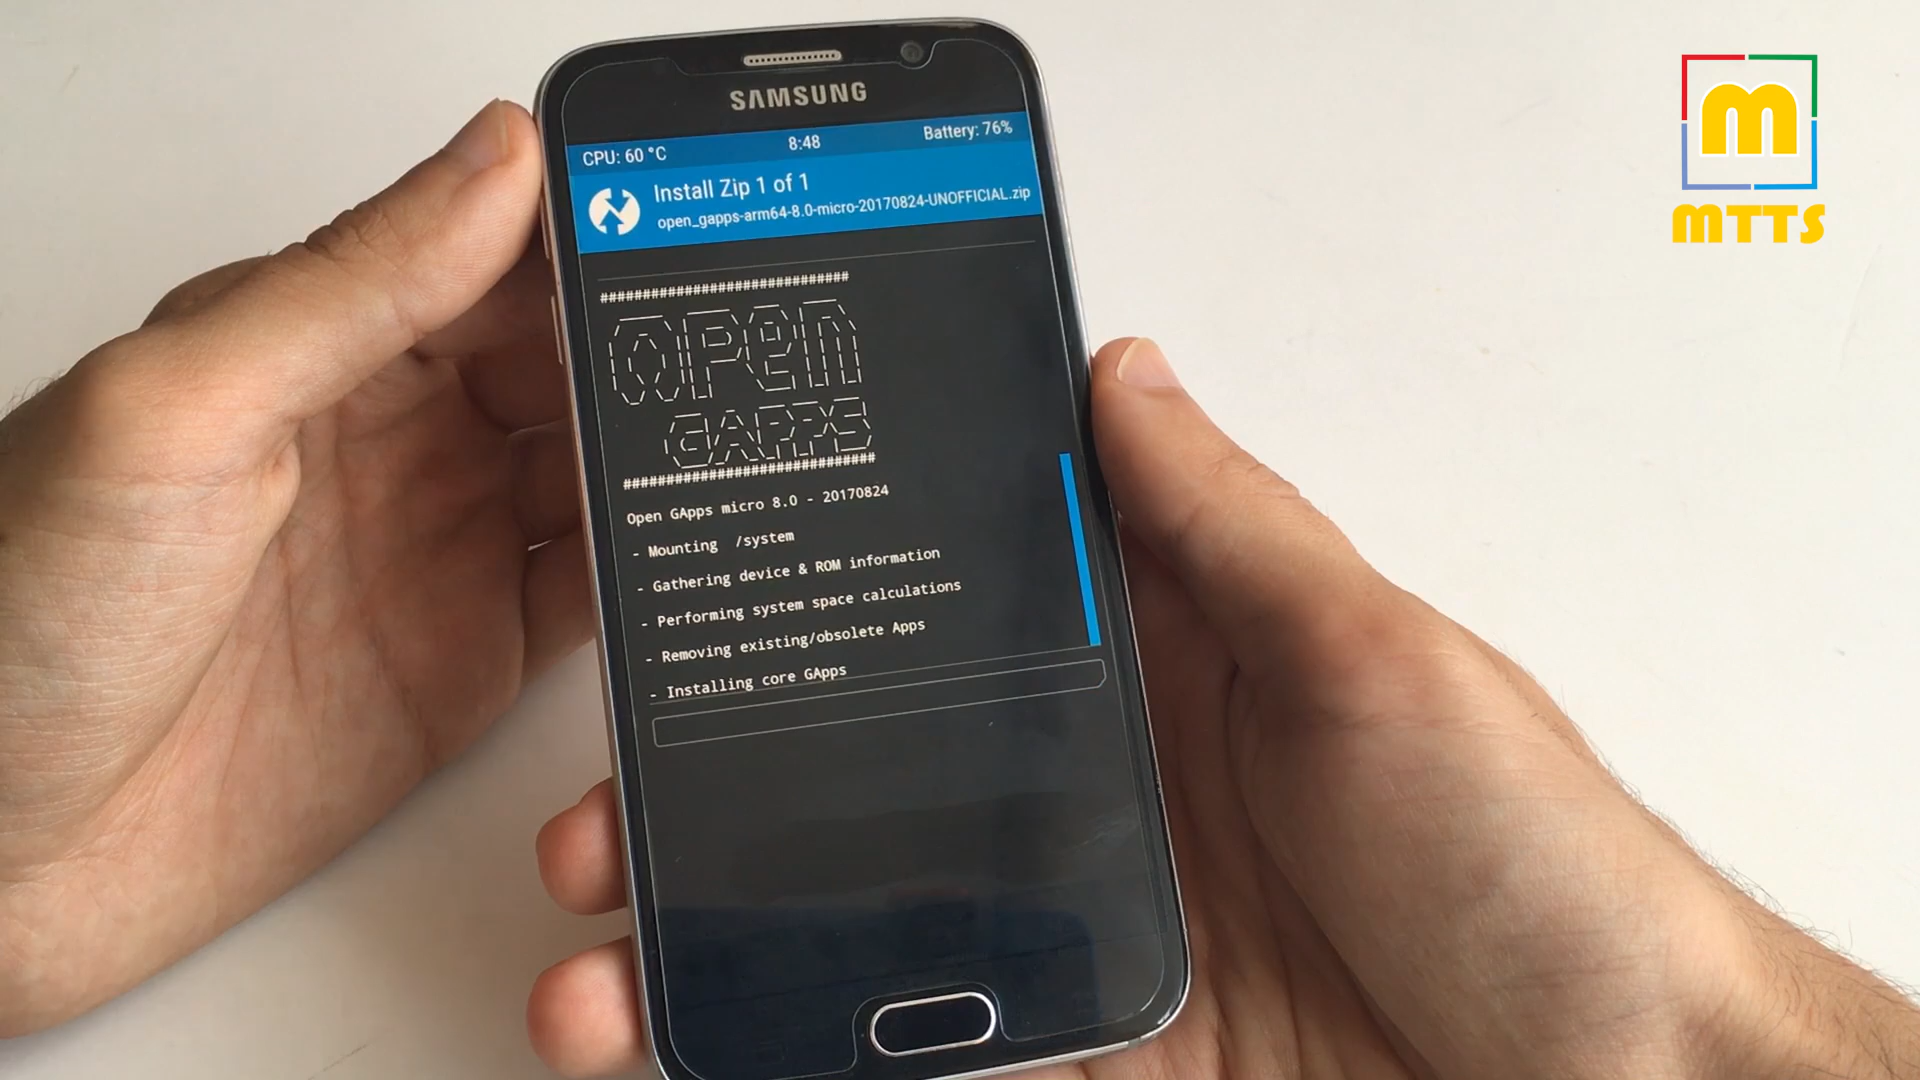 SAMSUNG
CPU: 60 °C 8:48 Battery: 76%
Install Zip 1 of 1
open_gapps-arm64-8.0-micro-20170824-UNOFFICIAL.zip
##############################
OPEN
GAPPS
##############################
Open GApps micro 8.0 - 20170824
- Mounting /system
- Gathering device & ROM information
- Performing system space calculations
- Removing existing/obsolete Apps
- Installing core GApps
m
MTTS